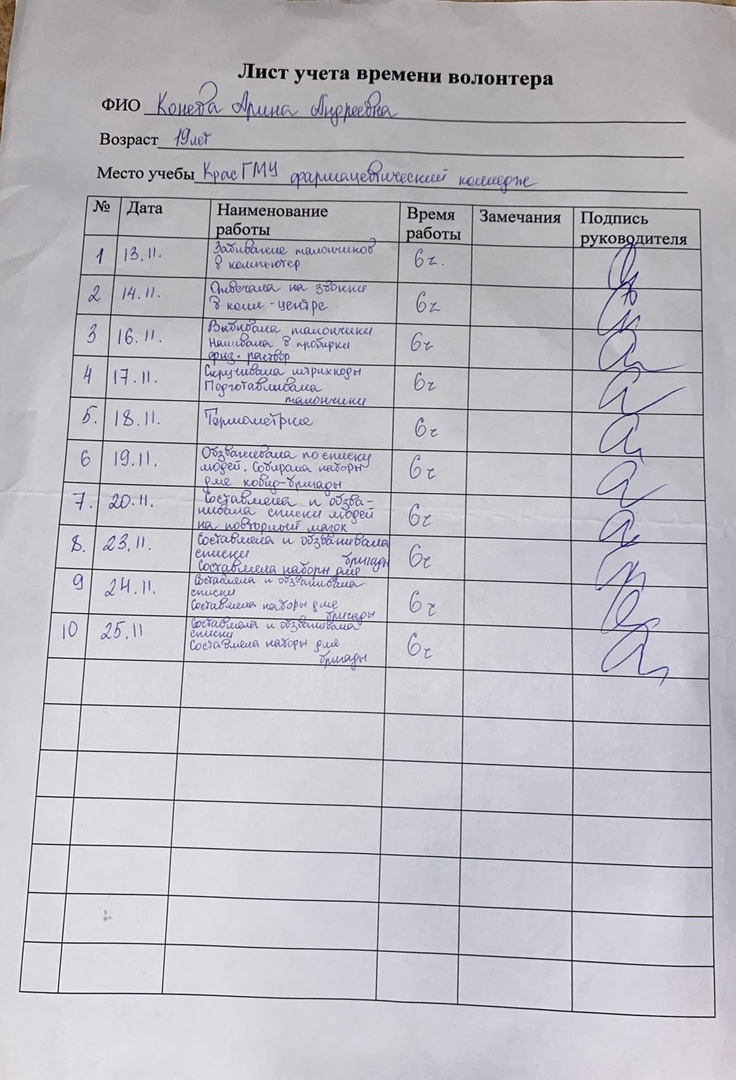 Лист учета времени волонтера
ФИО Конева Арина Андреевна
Возраст 19 лет
Место учебы КрасГМУ фармацевтический колледж
№ Дата Наименование работы Время работы Замечания Подпись руководителя
1 13.11. Забивание талончиков
в компьютер 6ч.
2 14.11. Отвечала на звонки
в колл-центре 6ч
3 16.11. Выбивала талончики
Наливала в пробирки
физ. раствор 6ч
4 17.11. Скручивала штрихкоды
Подготавливала
талончики 6ч
5. 18.11. Термометрия 6ч
6 19.11. Обзванивала по списку
людей. Собирала наборы
для ковид-бригады 6ч
7. 20.11. Составляла и обзва-
нивала списки людей
на повторный мазок 6ч
8. 23.11. Составляла и обзванивала
списки
Составляла наборы для бригады 6ч
9 24.11. Составляла и обзванивала
списки
Составляла наборы для
бригады 6ч
10 25.11 Составляла и обзванивала
списки
Составляла наборы для
бригады 6ч